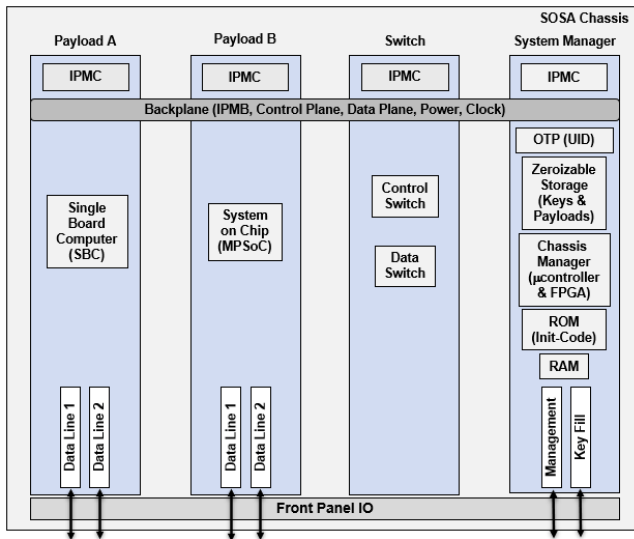 SOSA Chassis
Payload A
Payload B
Switch
System Manager
IPMC
IPMC
IPMC
IPMC
Backplane (IPMB, Control Plane, Data Plane, Power, Clock)
Single
Board
Computer
(SBC)
System
on Chip
(MPSoC)
Control
Switch
Data
Switch
OTP (UID)
Zeroizable
Storage
(Keys &
Payloads)
Chassis
Manager
(μcontroller
& FPGA)
ROM
(Init-Code)
RAM
Data Line 1
Data Line 2
Data Line 1
Data Line 2
Management
Key Fill
Front Panel IO